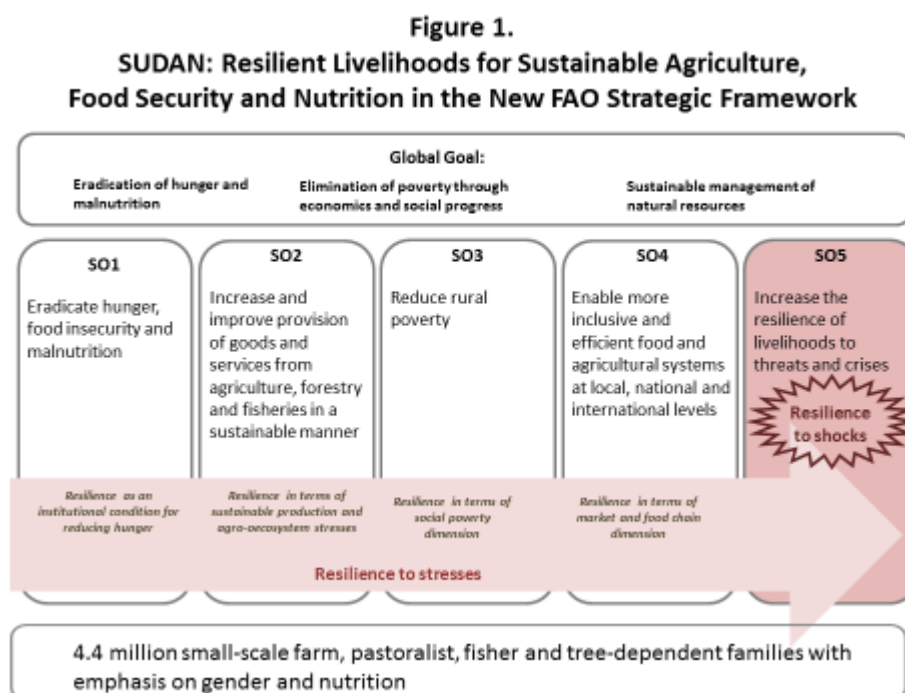 Figure 1.
SUDAN: Resilient Livelihoods for Sustainable Agriculture,
Food Security and Nutrition in the New FAO Strategic Framework
Global Goal:
Eradication of hunger and
malnutrition
Elimination of poverty through
economics and social progress
Sustainable management of
natural resources
SO1
Eradicate hunger,
food insecurity and
malnutrition
SO2
Increase and
improve provision
of goods and
services from
agriculture, forestry
and fisheries in a
sustainable manner
SO3
Reduce rural
poverty
SO4
Enable more
inclusive and
efficient food and
agricultural systems
at local, national and
international levels
SO5
Increase the
resilience of
livelihoods to
threats and crises
Resilience
to shocks
Resilience as an
institutional condition for
reducing hunger
Resilience in terms of
sustainable production and
agro-oecosystem stresses
Resilience in terms of
social poverty
dimension
Resilience in terms of
market and food chain
dimension
Resilience to stresses
4.4 million small-scale farm, pastoralist, fisher and tree-dependent families with
emphasis on gender and nutrition